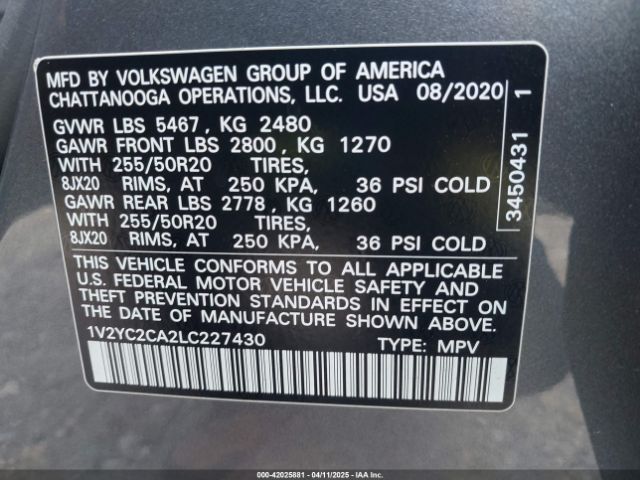 MFD BY VOLKSWAGEN GROUP OF AMERICA
CHATTANOOGA OPERATIONS, LLC. USA 08/2020
GVWR LBS 5467, KG 2480
GAWR FRONT LBS 2800, KG 1270
WITH 255/50R20 TIRES,
8JX20 RIMS, AT 250 KPA, 36 PSI COLD
GAWR REAR LBS 2778, KG 1260
WITH 255/50R20 TIRES,
8JX20 RIMS, AT 250 KPA, 36 PSI COLD
THIS VEHICLE CONFORMS TO ALL APPLICABLE
U.S. FEDERAL MOTOR VEHICLE SAFETY AND
THEFT PREVENTION STANDARDS IN EFFECT ON
THE DATE OF MANUFACTURE SHOWN ABOVE.
1V2YC2CA2LC227430 TYPE: MPV
3450431 1
000-42025881 - 04/11/2025 - IAA Inc.